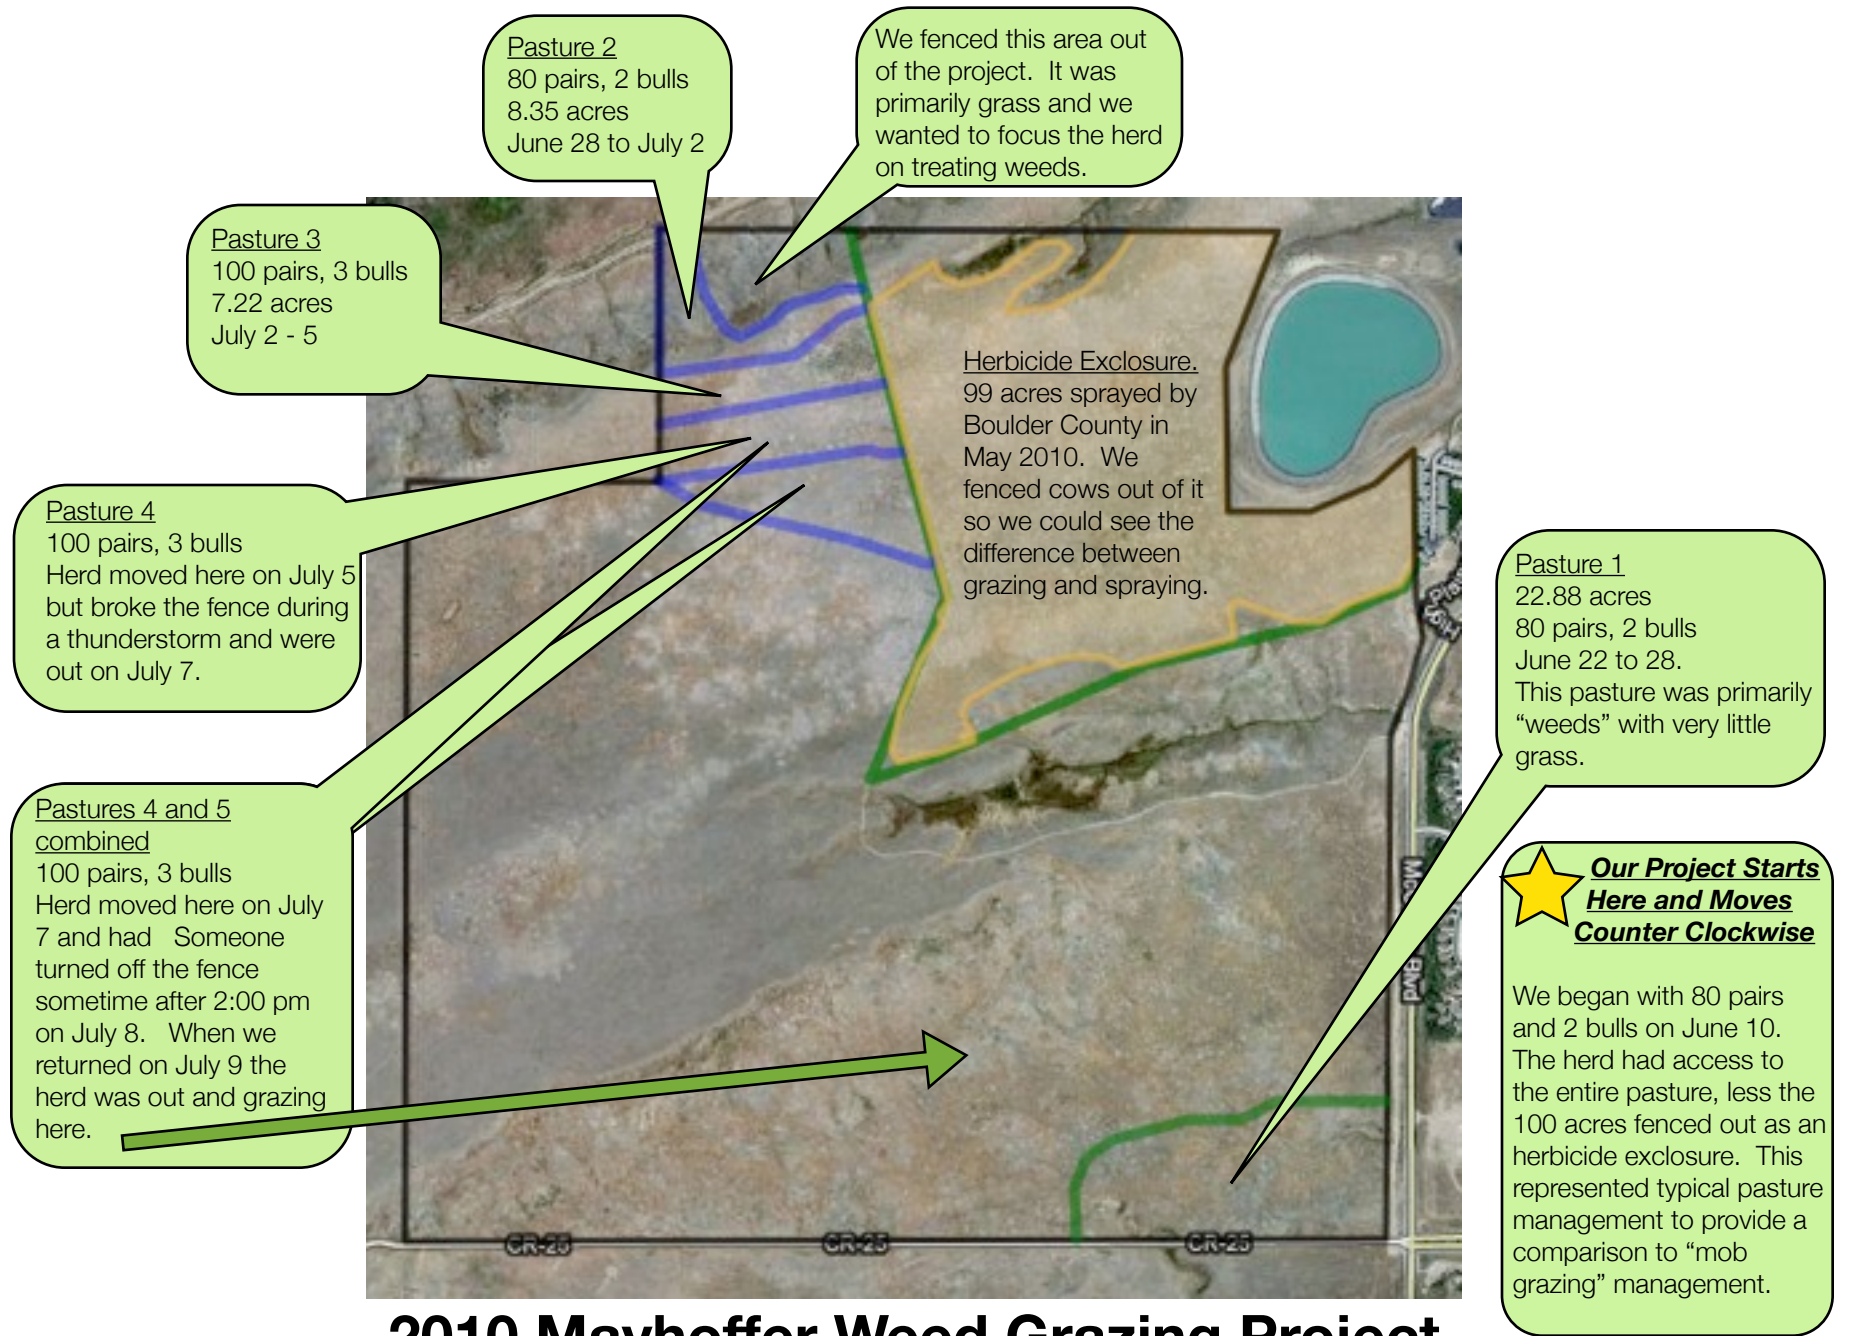 Pasture 2
80 pairs, 2 bulls
8.35 acres
June 28 to July 2
We fenced this area out
of the project. It was
primarily grass and we
wanted to focus the herd
on treating weeds.
Pasture 3
100 pairs, 3 bulls
7.22 acres
July 2 - 5
Herbicide Exclosure.
99 acres sprayed by
Boulder County in
May 2010. We
fenced cows out of it
so we could see the
difference between
grazing and spraying.
Pasture 4
100 pairs, 3 bulls
Herd moved here on July 5
but broke the fence during
a thunderstorm and were
out on July 7.
Pasture 1
22.88 acres
80 pairs, 2 bulls
June 22 to 28.
This pasture was primarily
“weeds” with very little
grass.
Pastures 4 and 5
combined
100 pairs, 3 bulls
Herd moved here on July
7 and had Someone
turned off the fence
sometime after 2:00 pm
on July 8. When we
returned on July 9 the
herd was out and grazing
here.
Our Project Starts
Here and Moves
Counter Clockwise
We began with 80 pairs
and 2 bulls on June 10.
The herd had access to
the entire pasture, less the
100 acres fenced out as an
herbicide exclosure. This
represented typical pasture
management to provide a
comparison to “mob
grazing” management.
Blvd
CR-25
CR-25
CR-25
2010 Mayhoffer Weed Grazing Project